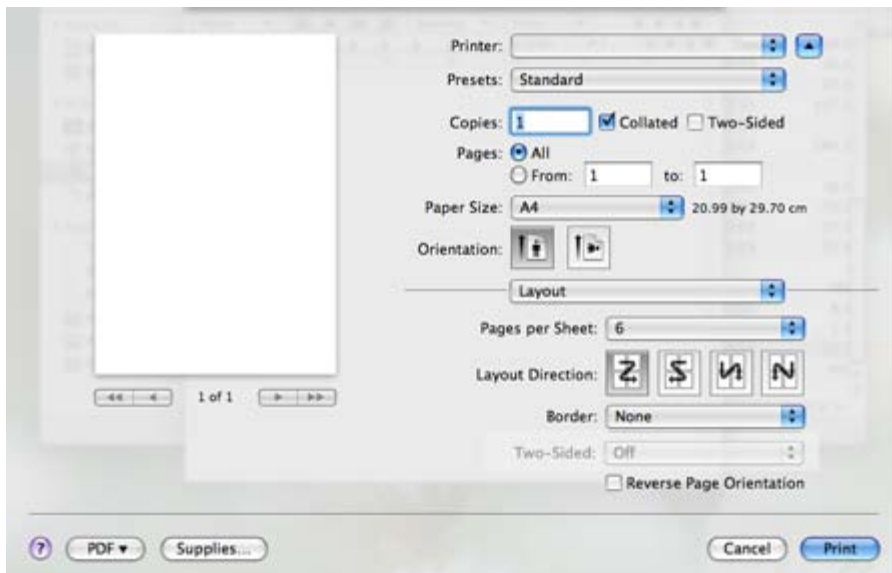 Printer:
Presets: Standard
Copies: 1 Collated Two-Sided
Pages: All
From: 1 to: 1
Paper Size: A4 20.99 by 29.70 cm
Orientation:
Layout
Pages per Sheet: 6
Layout Direction:
1 of 1
Border: None
Two-Sided: Off
Reverse Page Orientation
? PDF Supplies... Cancel Print